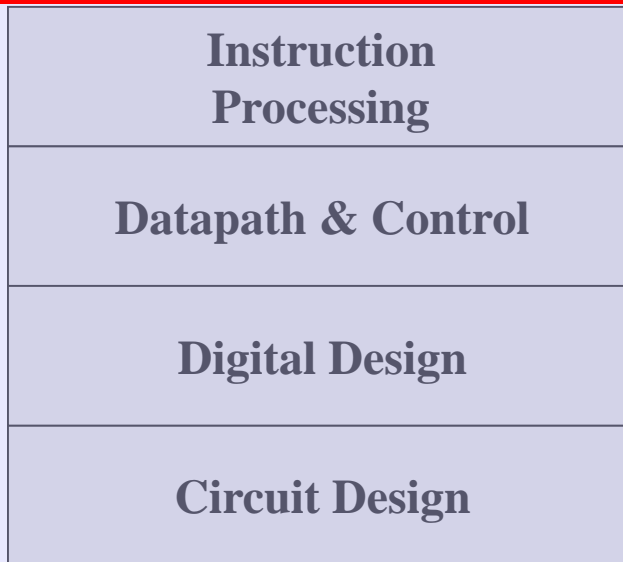 Instruction
Processing
Datapath & Control
Digital Design
Circuit Design